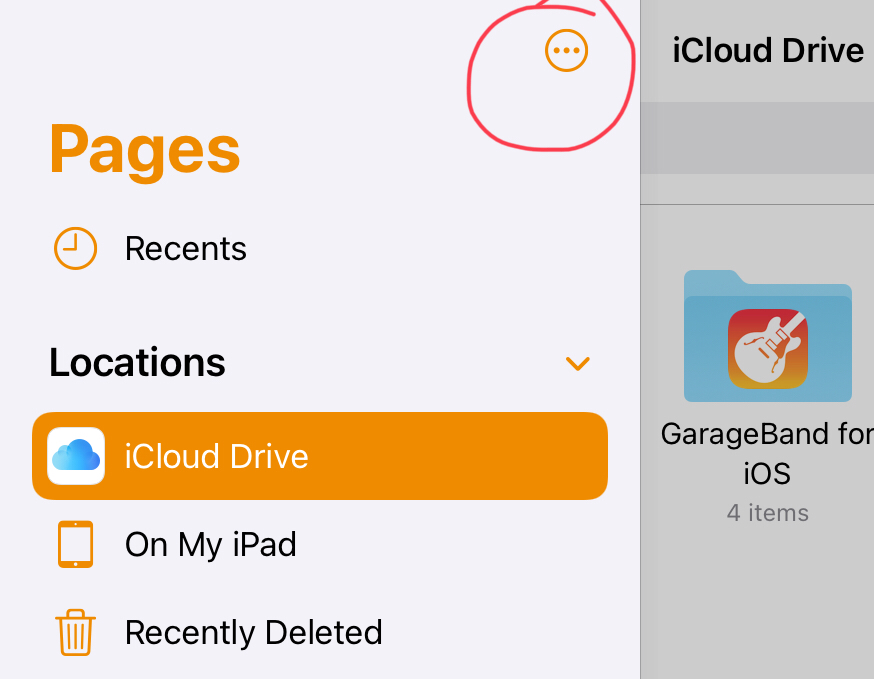 iCloud Drive
Pages
Recents
Locations
iCloud Drive
On My iPad
Recently Deleted
GarageBand for
iOS
4 items